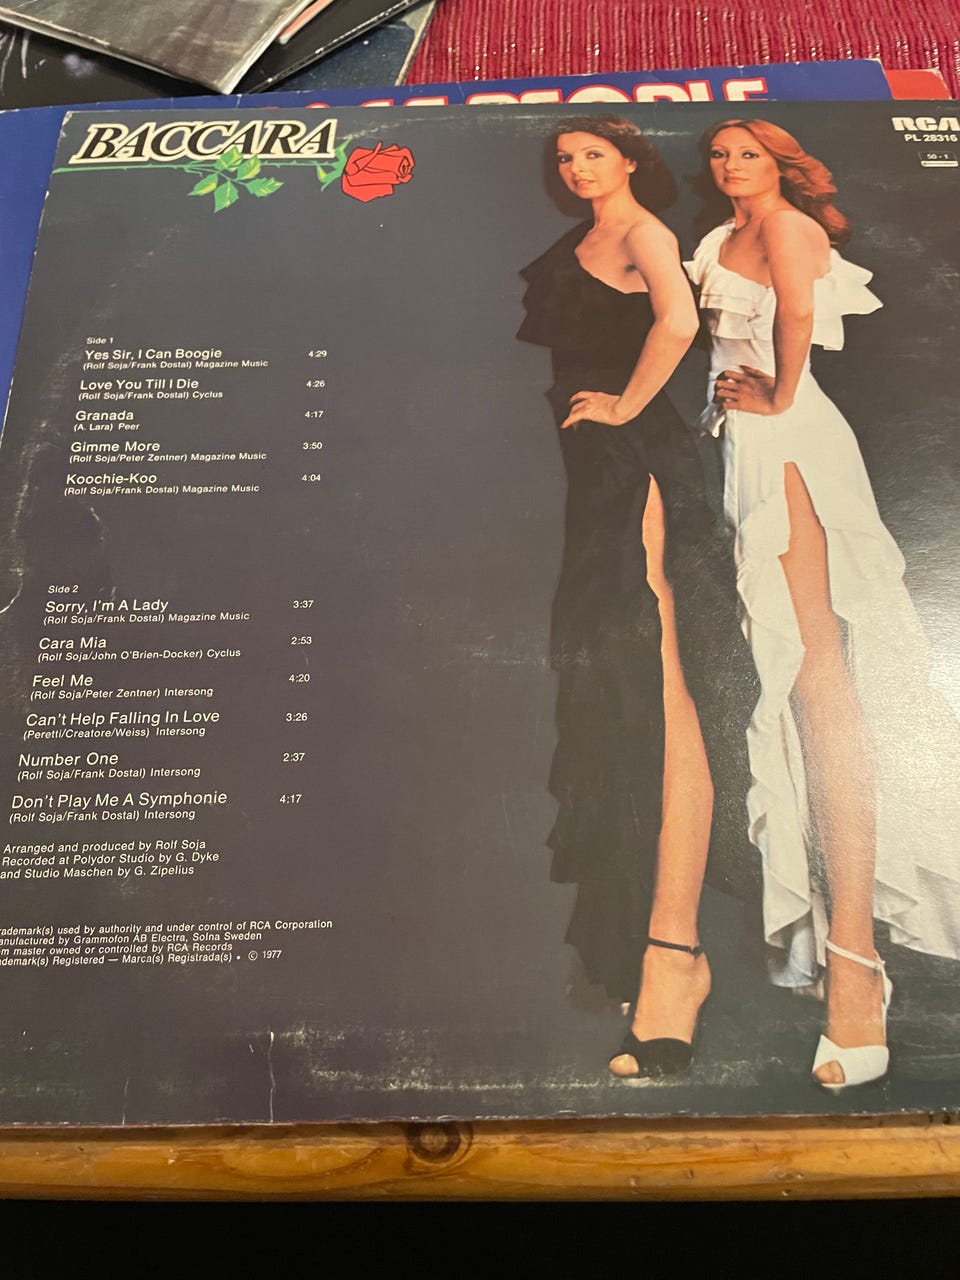 PEOPLE
BACCARA
RCA
PL 28316
50 - 1
Side 1
Yes Sir, I Can Boogie 4:29
(Rolf Soja/Frank Dostal) Magazine Music
Love You Till I Die 4:26
(Rolf Soja/Frank Dostal) Cyclus
Granada 4:17
(A. Lara) Peer
Gimme More 3:50
(Rolf Soja/Peter Zentner) Magazine Music
Koochie-Koo 4:04
(Rolf Soja/Frank Dostal) Magazine Music
Side 2
Sorry, I'm A Lady 3:37
(Rolf Soja/Frank Dostal) Magazine Music
Cara Mia 2:53
(Rolf Soja/John O'Brien-Docker) Cyclus
Feel Me 4:20
(Rolf Soja/Peter Zentner) Intersong
Can't Help Falling In Love 3:26
(Peretti/Creatore/Weiss) Intersong
Number One 2:37
(Rolf Soja/Frank Dostal) Intersong
Don't Play Me A Symphonie 4:17
(Rolf Soja/Frank Dostal) Intersong
Arranged and produced by Rolf Soja
Recorded at Polydor Studio by G. Dyke
and Studio Maschen by G. Zipelius
rademark(s) used by authority and under control of RCA Corporation
anufactured by Grammofon AB Electra, Solna Sweden
om master owned or controlled by RCA Records
demark(s) Registered — Marca(s) Registrada(s) • © 1977